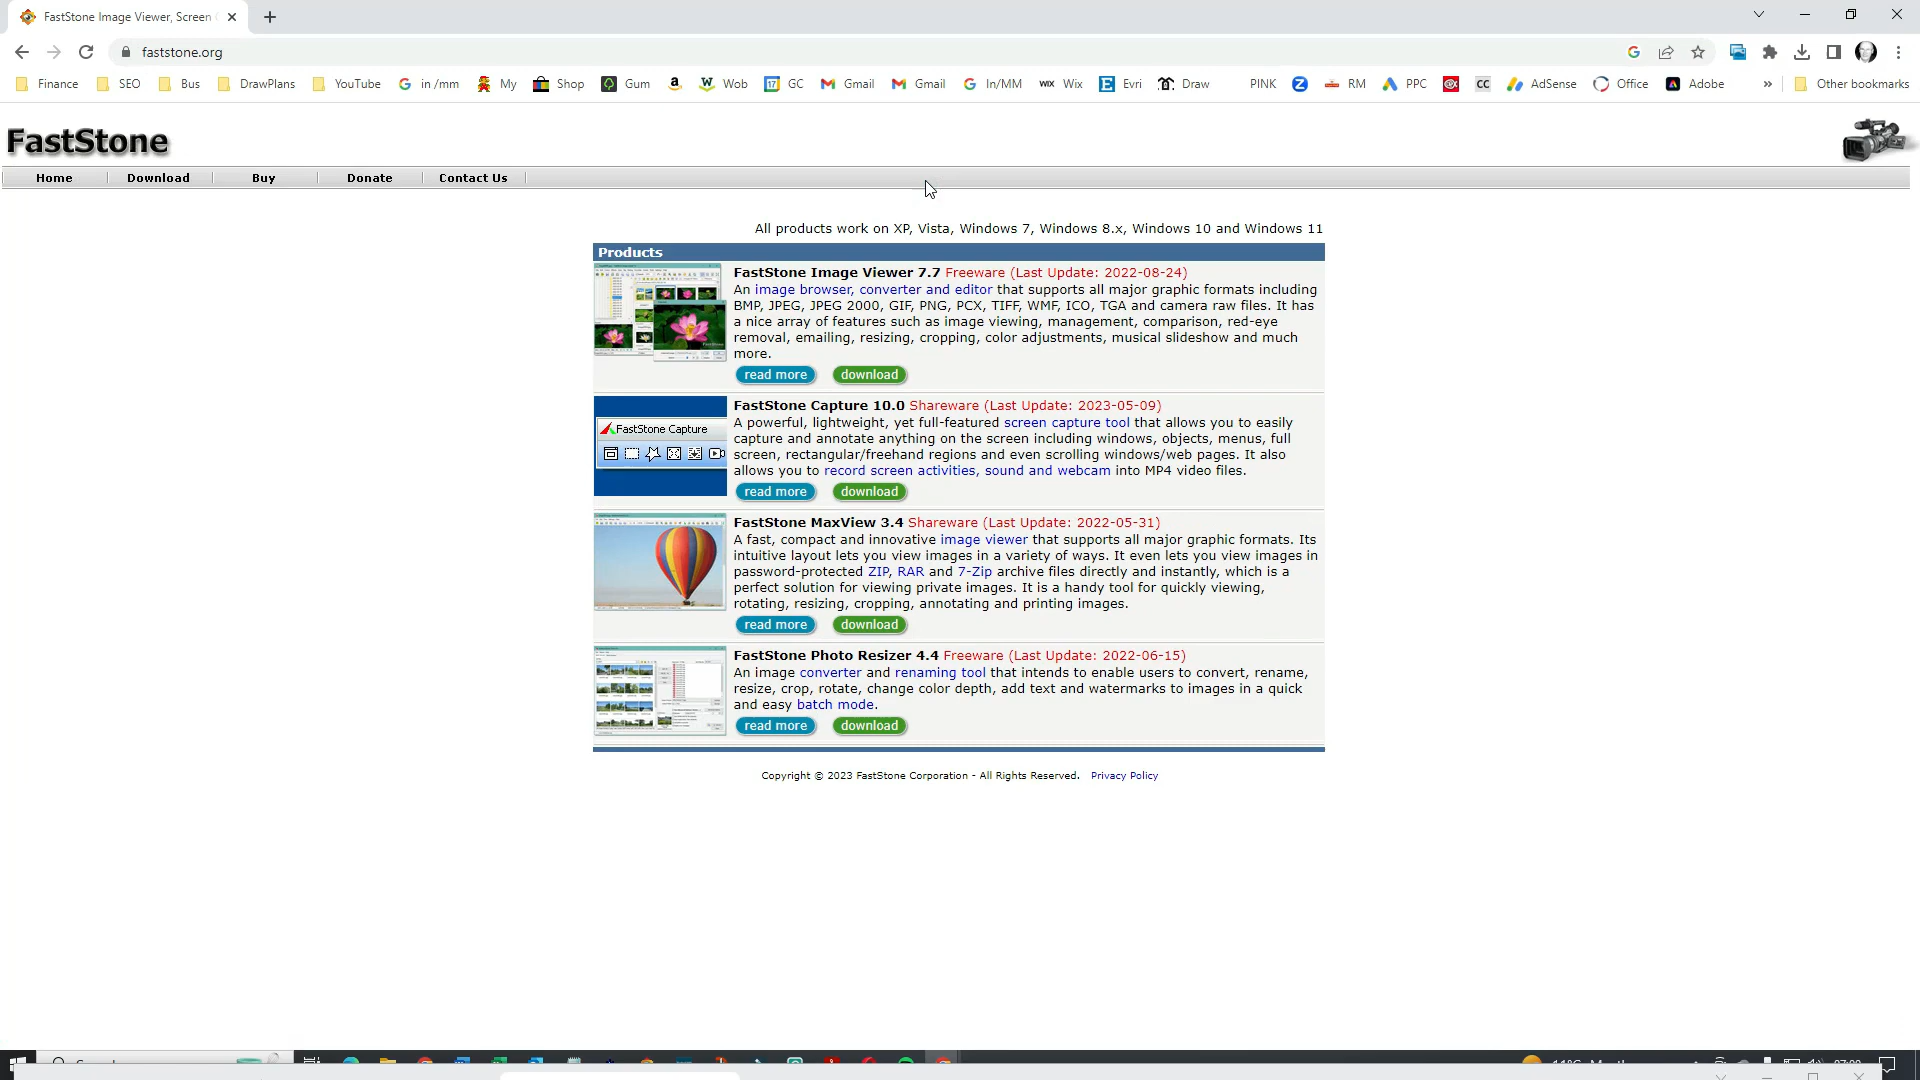 FastStone Image Viewer, Screen
faststone.org
Finance SEO Bus DrawPlans YouTube in /mm My Shop Gum Wob GC Gmail Gmail In/MM Wix Evri Draw PINK RM PPC CC AdSense Office Adobe » Other bookmarks
FastStone
Home Download Buy Donate Contact Us
All products work on XP, Vista, Windows 7, Windows 8.x, Windows 10 and Windows 11
Products
FastStone Image Viewer 7.7 Freeware (Last Update: 2022-08-24)
An image browser, converter and editor that supports all major graphic formats including
BMP, JPEG, JPEG 2000, GIF, PNG, PCX, TIFF, WMF, ICO, TGA and camera raw files. It has
a nice array of features such as image viewing, management, comparison, red-eye
removal, emailing, resizing, cropping, color adjustments, musical slideshow and much
more.
read more download
FastStone Capture
FastStone Capture 10.0 Shareware (Last Update: 2023-05-09)
A powerful, lightweight, yet full-featured screen capture tool that allows you to easily
capture and annotate anything on the screen including windows, objects, menus, full
screen, rectangular/freehand regions and even scrolling windows/web pages. It also
allows you to record screen activities, sound and webcam into MP4 video files.
read more download
FastStone MaxView 3.4 Shareware (Last Update: 2022-05-31)
A fast, compact and innovative image viewer that supports all major graphic formats. Its
intuitive layout lets you view images in a variety of ways. It even lets you view images in
password-protected ZIP, RAR and 7-Zip archive files directly and instantly, which is a
perfect solution for viewing private images. It is a handy tool for quickly viewing,
rotating, resizing, cropping, annotating and printing images.
read more download
FastStone Photo Resizer 4.4 Freeware (Last Update: 2022-06-15)
An image converter and renaming tool that intends to enable users to convert, rename,
resize, crop, rotate, change color depth, add text and watermarks to images in a quick
and easy batch mode.
read more download
Copyright © 2023 FastStone Corporation - All Rights Reserved. Privacy Policy